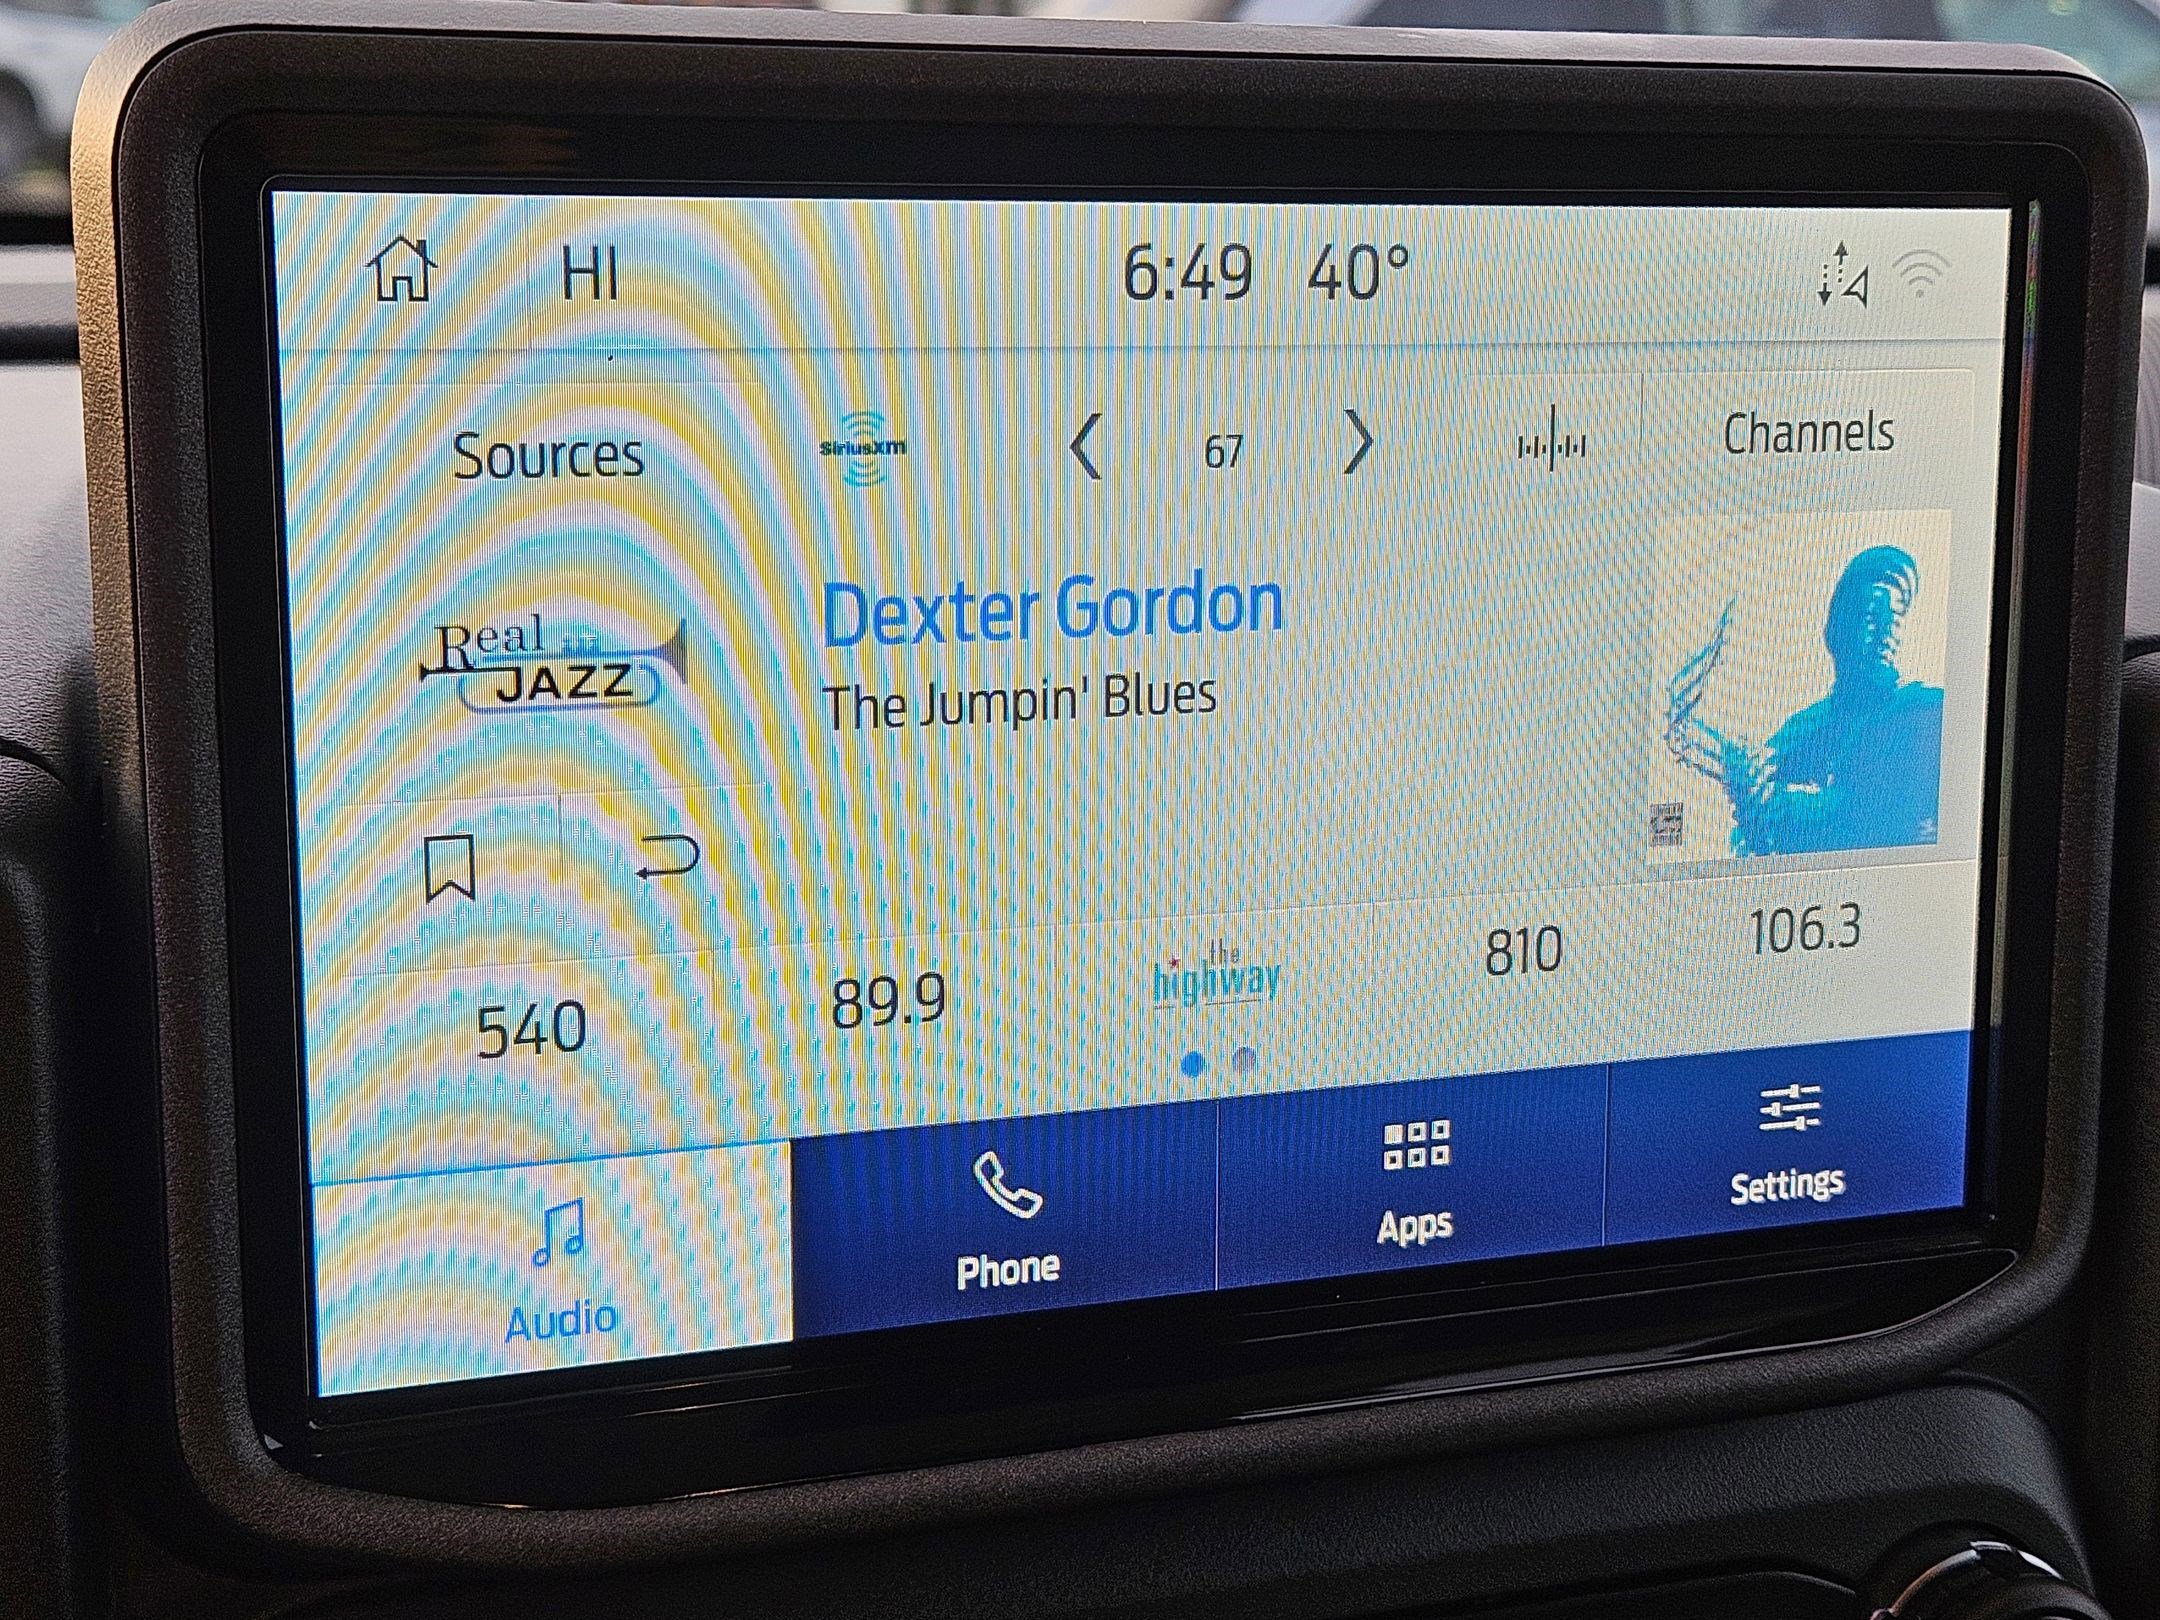 HI 6:49 40°
Sources SiriusXm 67 Channels
Real
JAZZ
Dexter Gordon
The Jumpin' Blues
540 89.9 the highway 810 106.3
Audio Phone Apps Settings